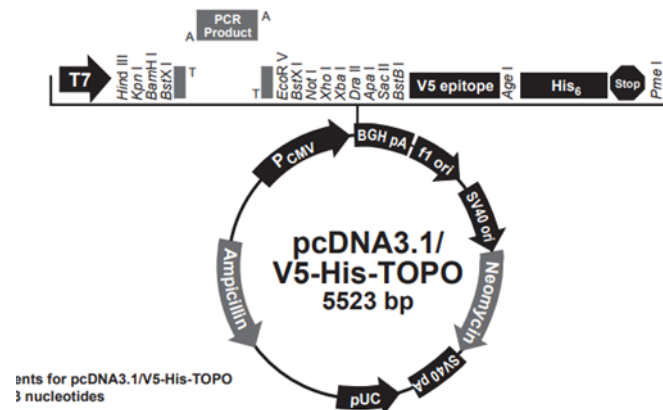 A
PCR
Product
A
T7
Hind III
Kpn I
BamH I
BstX I
T
T
EcoR V
BstX I
Not I
Xho I
Xba I
Dra II
Apa I
Sac II
BstB I
V5 epitope
Age I
His6
Stop
Pme I
PCMV
BGH pA
f1 ori
SV40 ori
Neomycin
SV40 pA
pUC
Ampicillin
pcDNA3.1/
V5-His-TOPO
5523 bp
ents for pcDNA3.1/V5-His-TOPO
3 nucleotides